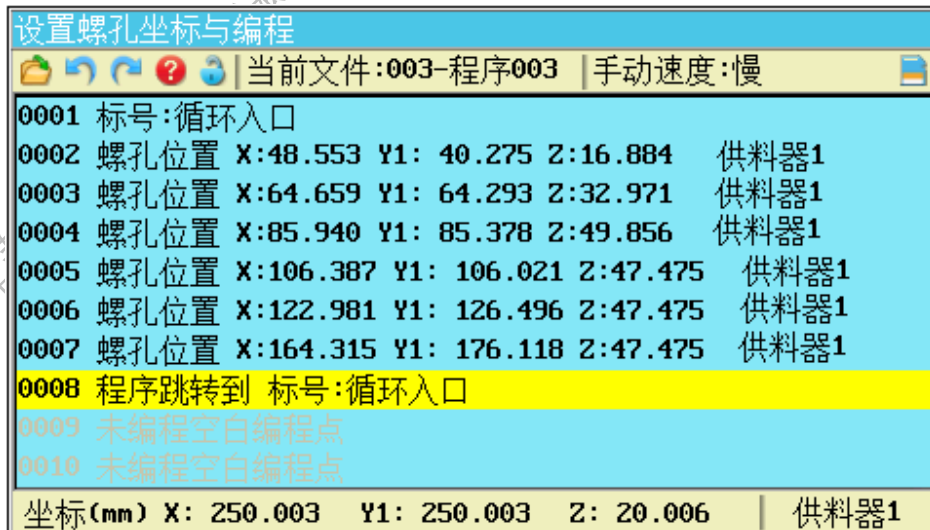 设置螺孔坐标与编程
当前文件:003-程序003 |手动速度:慢
0001 标号:循环入口
0002 螺孔位置 X:48.553 Y1: 40.275 Z:16.884 供料器1
0003 螺孔位置 X:64.659 Y1: 64.293 Z:32.971 供料器1
0004 螺孔位置 X:85.940 Y1: 85.378 Z:49.856 供料器1
0005 螺孔位置 X:106.387 Y1: 106.021 Z:47.475 供料器1
0006 螺孔位置 X:122.981 Y1: 126.496 Z:47.475 供料器1
0007 螺孔位置 X:164.315 Y1: 176.118 Z:47.475 供料器1
0008 程序跳转到 标号:循环入口
0009 未编程空白编程点
0010 未编程空白编程点
坐标(mm) X: 250.003 Y1: 250.003 Z: 20.006 | 供料器1